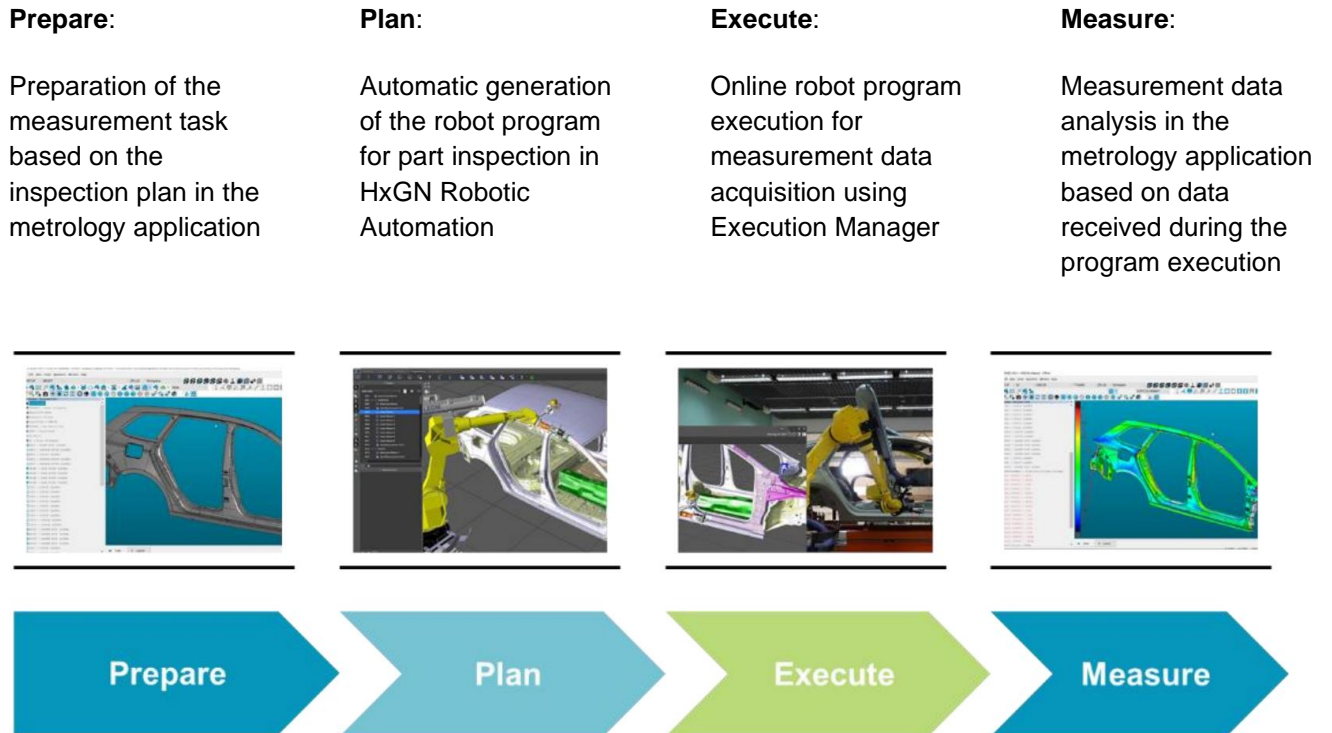 Prepare:
Preparation of the
measurement task
based on the
inspection plan in the
metrology application
Plan:
Automatic generation
of the robot program
for part inspection in
HxGN Robotic
Automation
Execute:
Online robot program
execution for
measurement data
acquisition using
Execution Manager
Measure:
Measurement data
analysis in the
metrology application
based on data
received during the
program execution
Prepare
Plan
Execute
Measure